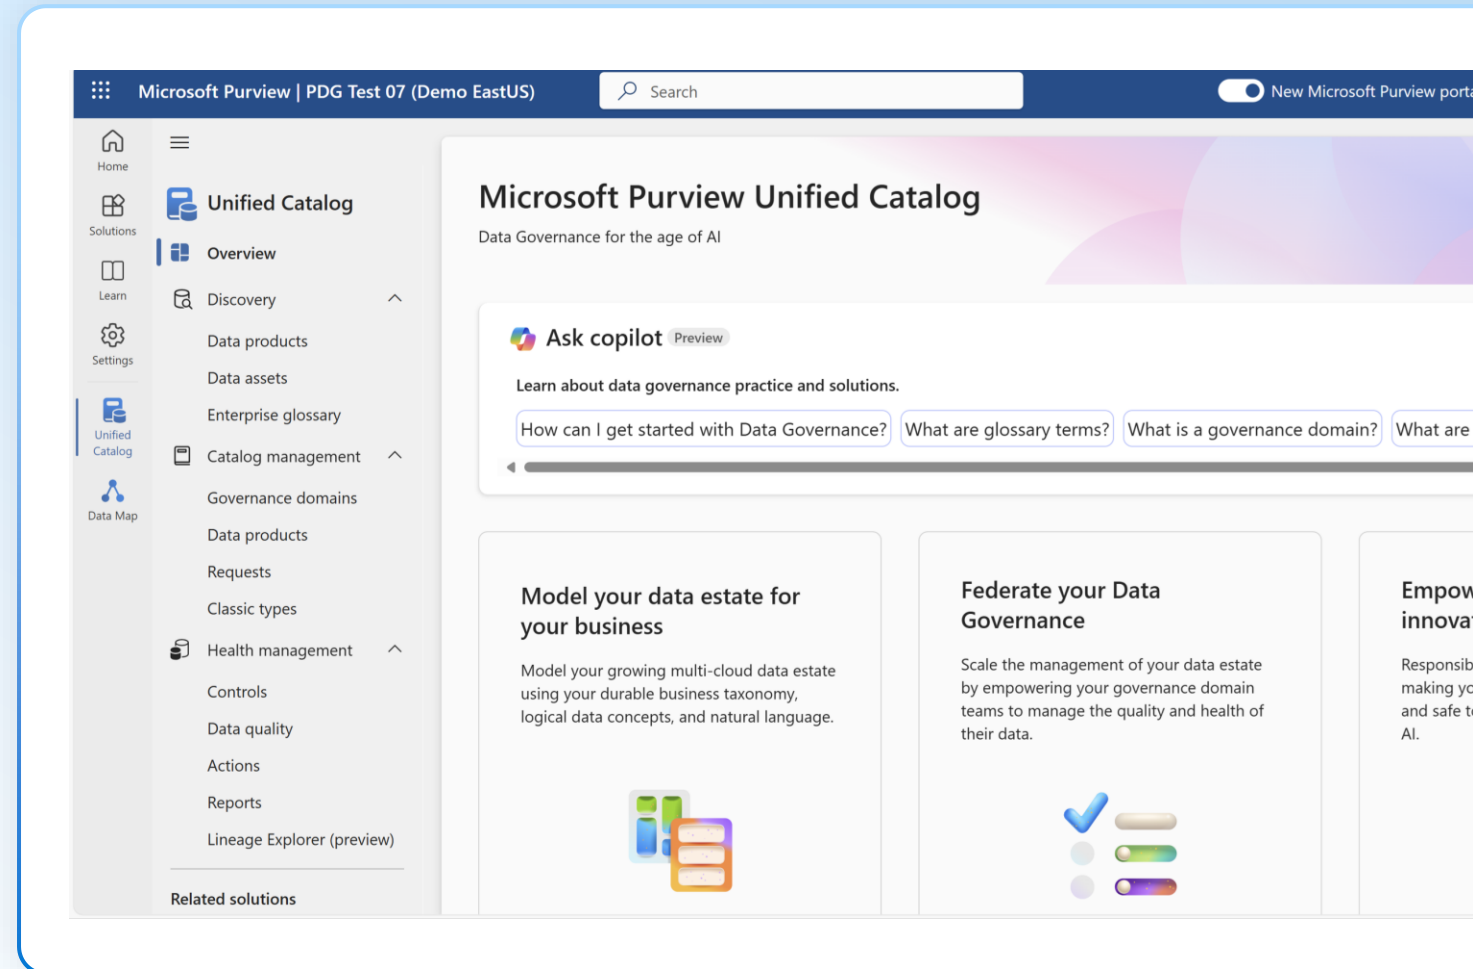 Microsoft Purview | PDG Test 07 (Demo EastUS)
Search
New Microsoft Purview
Home
Solutions
Learn
Settings
Unified
Catalog
Data Map
Unified Catalog
Overview
Discovery
Data products
Data assets
Enterprise glossary
Catalog management
Governance domains
Data products
Requests
Classic types
Health management
Controls
Data quality
Actions
Reports
Lineage Explorer (preview)
Related solutions
Microsoft Purview Unified Catalog
Data Governance for the age of AI
Ask copilot Preview
Learn about data governance practice and solutions.
How can I get started with Data Governance?
What are glossary terms?
What is a governance domain?
What are
Model your data estate for
your business
Model your growing multi-cloud data estate
using your durable business taxonomy,
logical data concepts, and natural language.
Federate your Data
Governance
Scale the management of your data estate
by empowering your governance domain
teams to manage the quality and health of
their data.
making
and safe
AI.